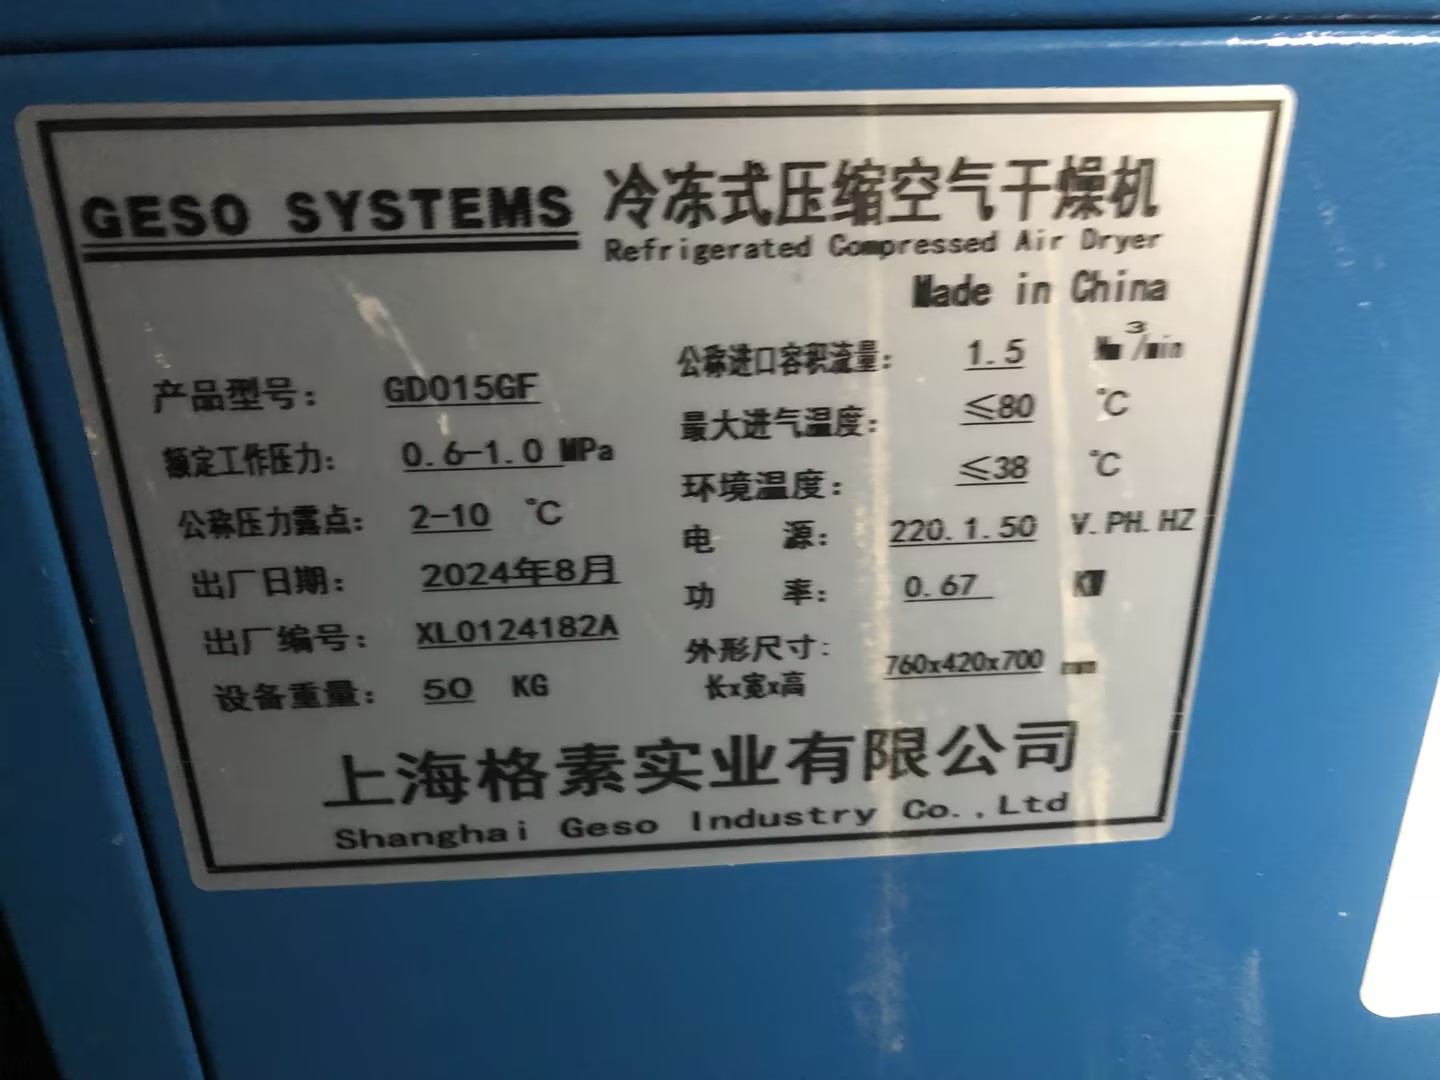 GESO SYSTEMS
冷冻式压缩空气干燥机
Refrigerated Compressed Air Dryer
Made in China
产品型号: GD015GF
额定工作压力: 0.6-1.0 MPa
公称压力露点: 2-10 ℃
出厂日期: 2024年8月
出厂编号: XL0124182A
设备重量: 50 KG
公称进口容积流量: 1.5 Nm³/min
最大进气温度: ≤80 ℃
环境温度: ≤38 ℃
电 源: 220.1.50 V.PH.HZ
功 率: 0.67 KW
外形尺寸: 760x420x700 mm
长x宽x高
上海格素实业有限公司
Shanghai Geso Industry Co.,Ltd